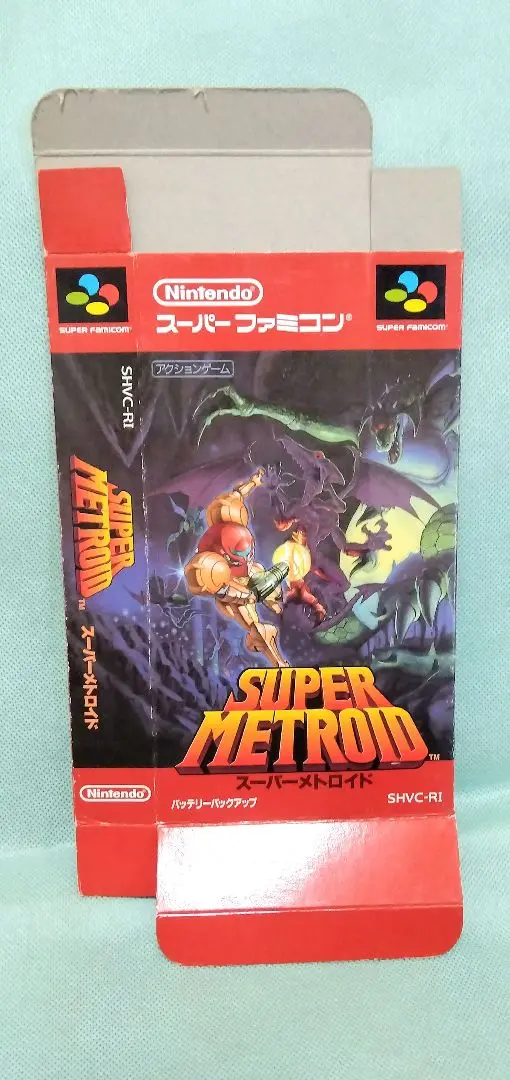 SUPER FAMICOM
SHVC-RI
SUPER
METROID
TM
スーパーメトロイド
Nintendo
Nintendo®
スーパーファミコン®
SUPER FAMICOM
アクションゲーム
SUPER
METROID
TM
スーパーメトロイド
バッテリーバックアップ
SHVC-RI